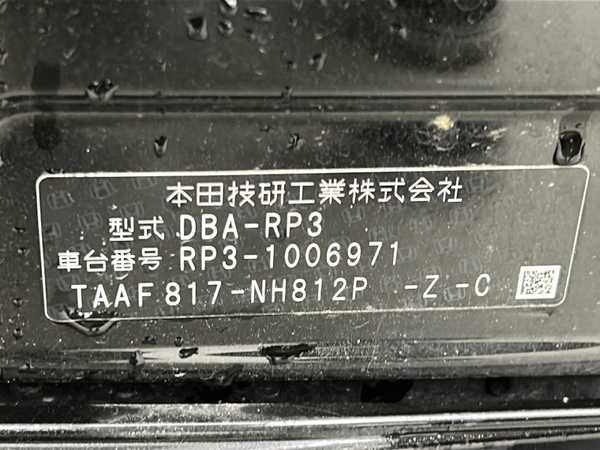 本田技研工業株式会社
型式 DBA-RP3
車台番号 RP3-1006971
TAAF817-NH812P -Z-C